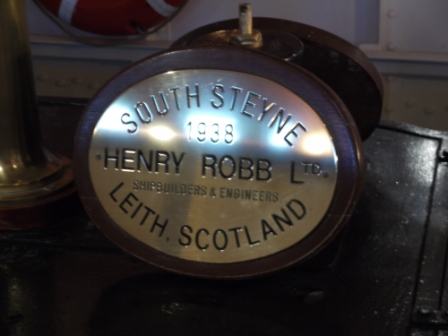 SOUTH STEYNE
1938
HENRY ROBB LTD.
SHIPBUILDERS & ENGINEERS
LEITH, SCOTLAND